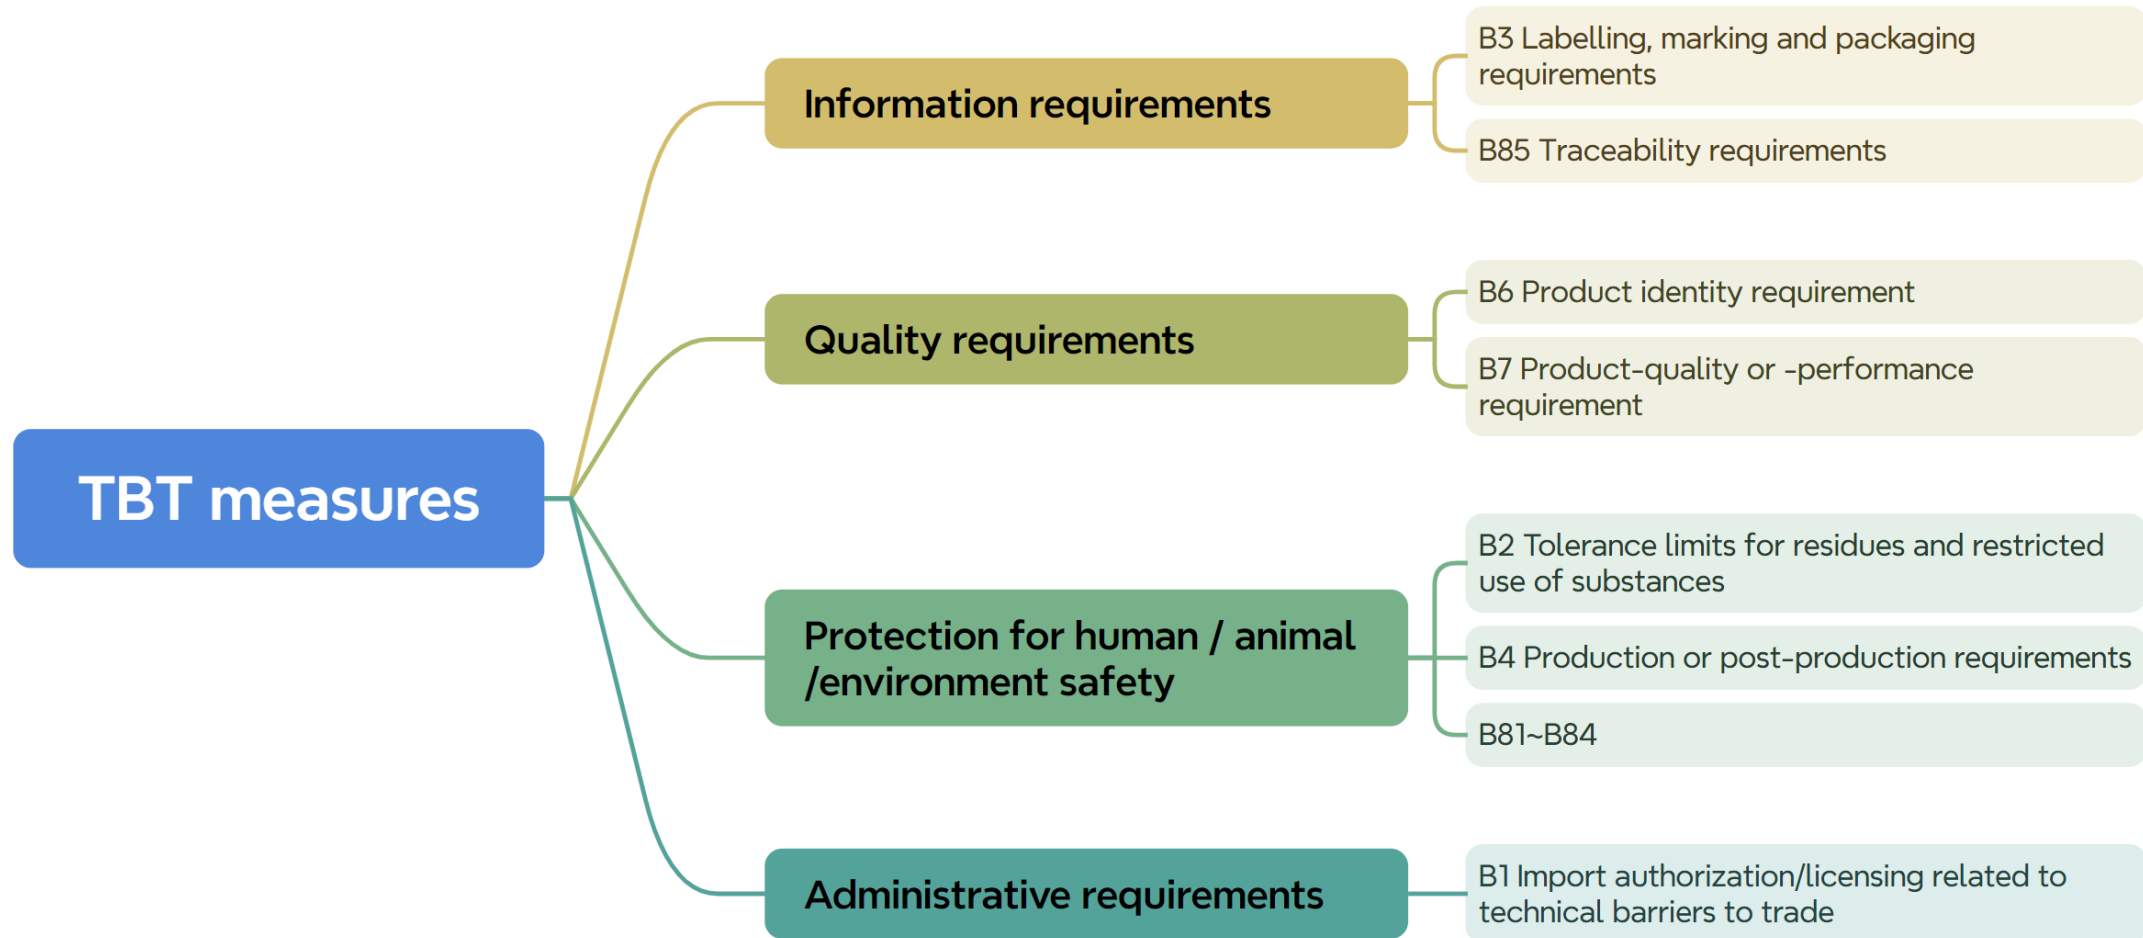 TBT measures
Information requirements
B3 Labelling, marking and packaging
requirements
B85 Traceability requirements
Quality requirements
B6 Product identity requirement
B7 Product-quality or -performance
requirement
Protection for human / animal
/environment safety
B2 Tolerance limits for residues and restricted
use of substances
B4 Production or post-production requirements
B81~B84
Administrative requirements
B1 Import authorization/licensing related to
technical barriers to trade